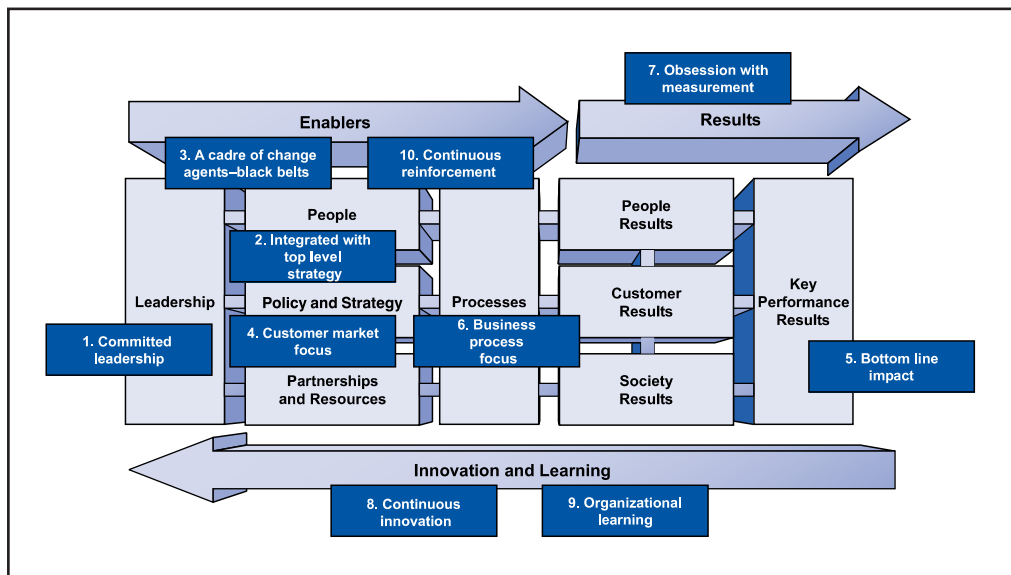 7. Obsession with
measurement
Enablers
Results
3. A cadre of change
agents–black belts
10. Continuous
reinforcement
People
People
Results
2. Integrated with
top level
strategy
Leadership
Policy and Strategy
Processes
Customer
Results
Key
Performance
Results
1. Committed
leadership
4. Customer market
focus
6. Business
process
focus
5. Bottom line
impact
Partnerships
and Resources
Society
Results
Innovation and Learning
8. Continuous
innovation
9. Organizational
learning